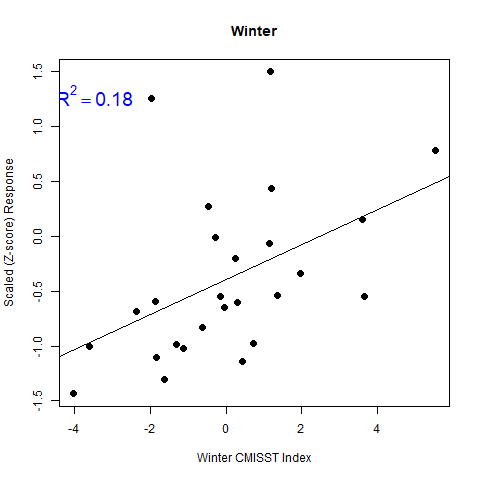 Winter
R² = 0.18
Scaled (Z-score) Response
1.5
1.0
0.5
0.0
-0.5
-1.0
-1.5
-4 -2 0 2 4
Winter CMISST Index